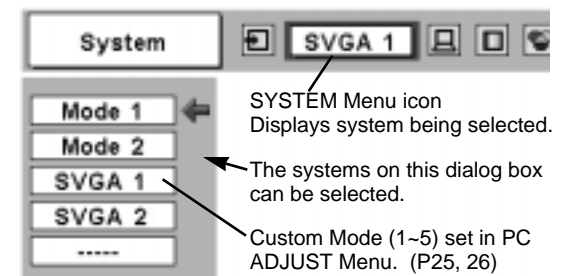 System
SVGA 1
SYSTEM Menu icon
Displays system being selected.
Mode 1
Mode 2
SVGA 1
SVGA 2
-----
The systems on this dialog box
can be selected.
Custom Mode (1~5) set in PC
ADJUST Menu. (P25, 26)